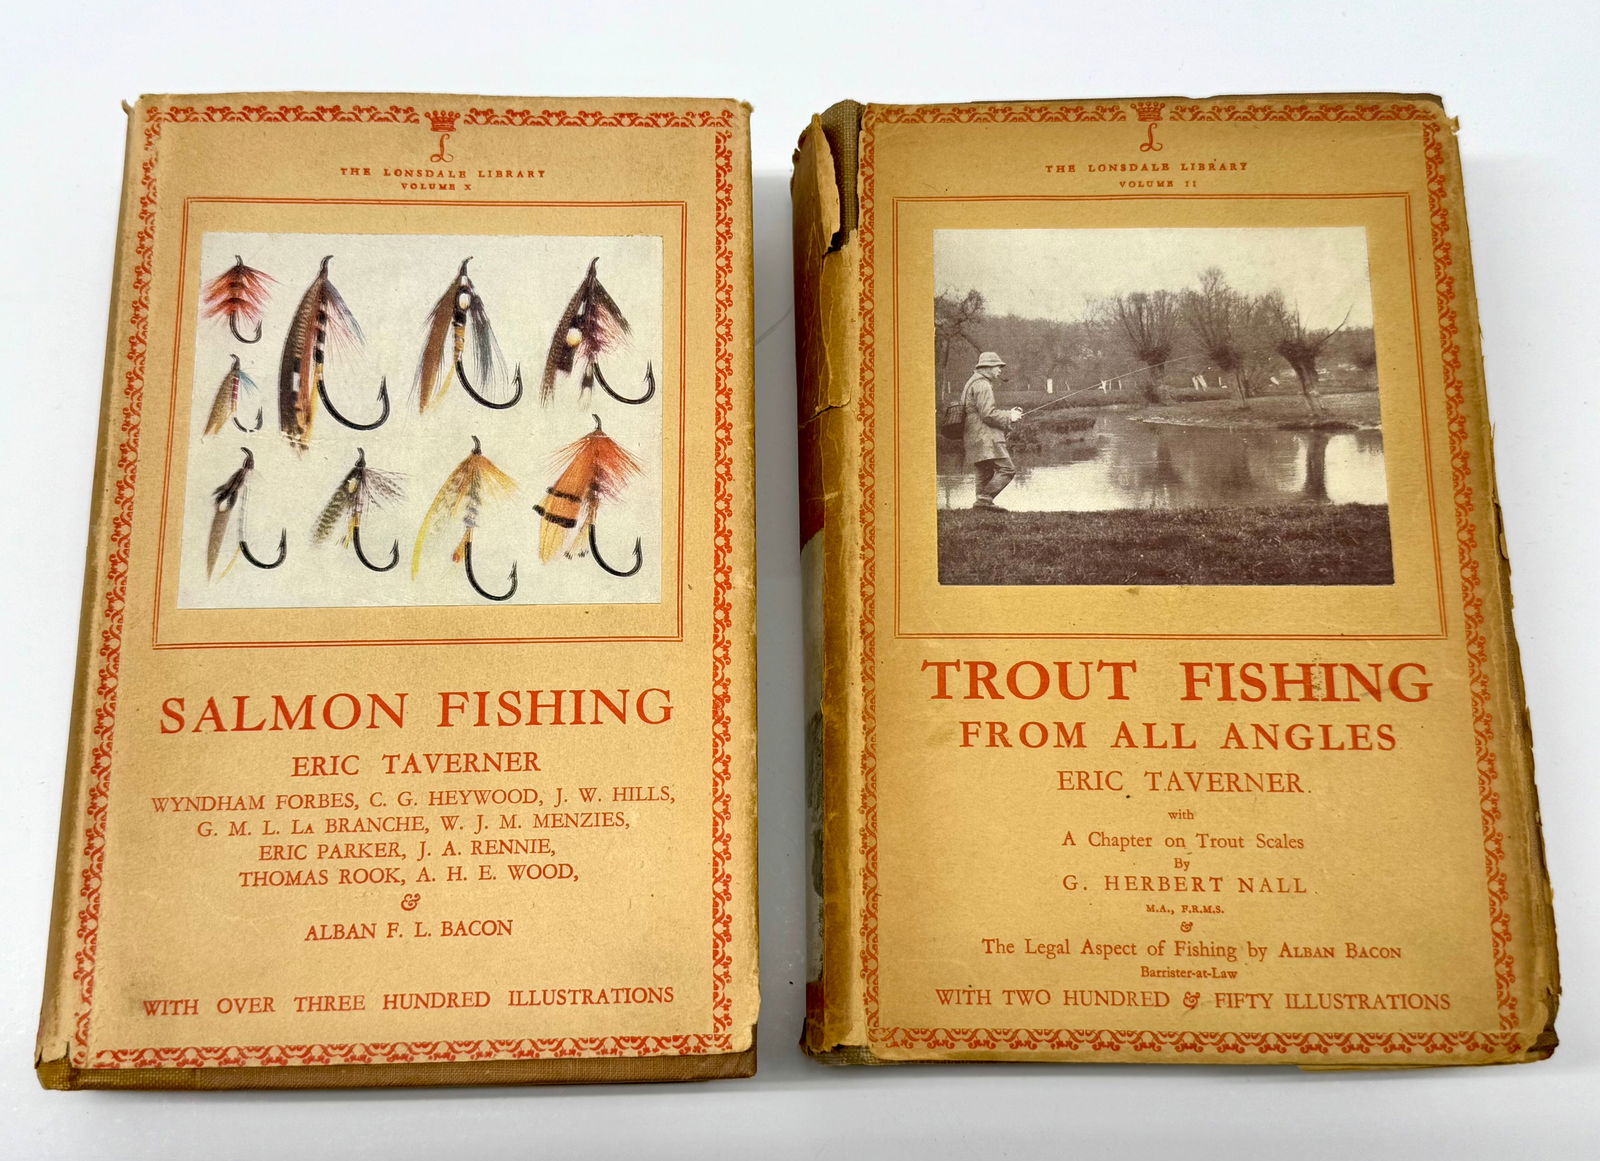 L
THE LONSDALE LIBRARY
VOLUME X
SALMON FISHING
ERIC TAVERNER
WYNDHAM FORBES, C. G. HEYWOOD, J. W. HILLS,
G. M. L. LA BRANCHE, W. J. M. MENZIES,
ERIC PARKER, J. A. RENNIE,
THOMAS ROOK, A. H. E. WOOD,
&
ALBAN F. L. BACON
WITH OVER THREE HUNDRED ILLUSTRATIONS
L
THE LONSDALE LIBRARY
VOLUME II
TROUT FISHING
FROM ALL ANGLES
ERIC TAVERNER
with
A Chapter on Trout Scales
By
G. HERBERT NALL
M.A., F.R.M.S.
&
The Legal Aspect of Fishing by ALBAN BACON
Barrister-at-Law
WITH TWO HUNDRED & FIFTY ILLUSTRATIONS